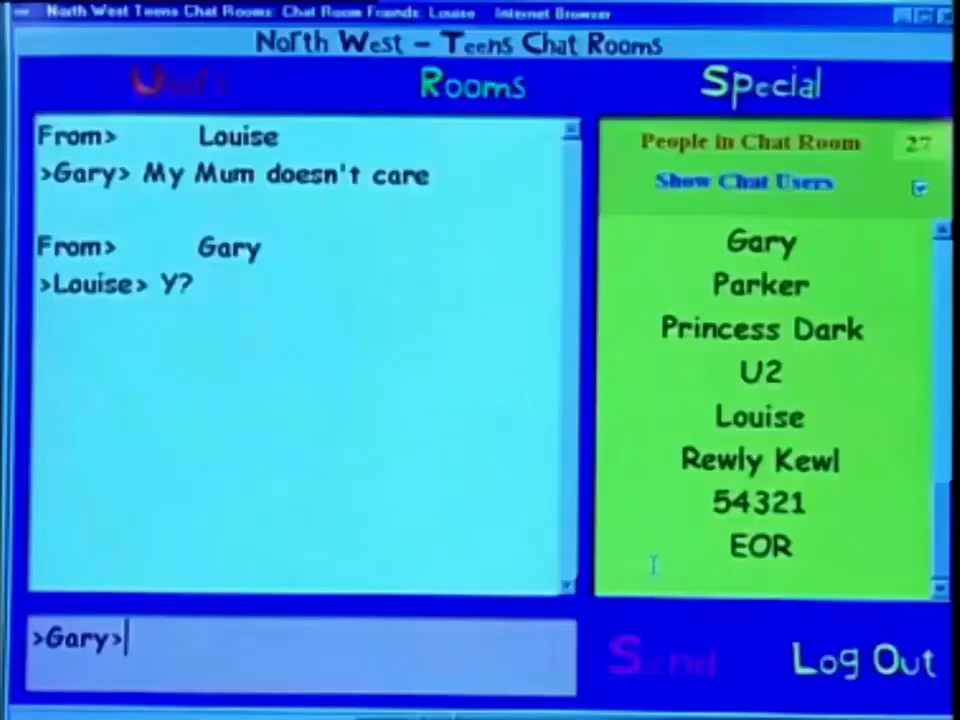 North West Teens Chat Rooms: Chat Room Friends: Louise Internet Browser
North West - Teens Chat Rooms
Rooms
Special
From> Louise
>Gary> My Mum doesn't care
From> Gary
>Louise> Y?
People in Chat Room 27
Show Chat Users
Gary
Parker
Princess Dark
U2
Louise
Rewly Kewl
54321
EOR
>Gary>
Send
Log Out